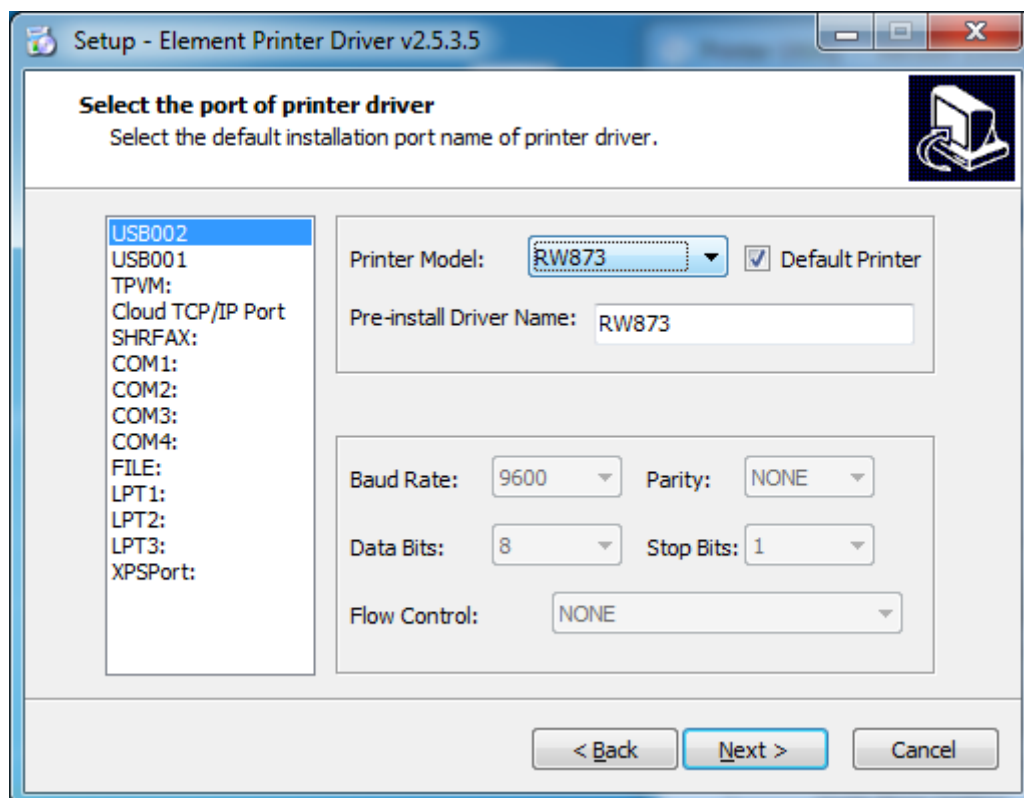 Setup - Element Printer Driver v2.5.3.5
Select the port of printer driver
Select the default installation port name of printer driver.
USB002
USB001
TPVM:
Cloud TCP/IP Port
SHRFAX:
COM1:
COM2:
COM3:
COM4:
FILE:
LPT1:
LPT2:
LPT3:
XPSPort:
Printer Model: RW873 Default Printer
Pre-install Driver Name: RW873
Baud Rate: 9600 Parity: NONE
Data Bits: 8 Stop Bits: 1
Flow Control: NONE
< Back Next > Cancel